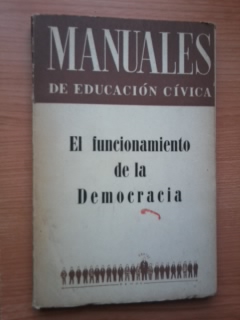 MANUALES
DE EDUCACIÓN CÍVICA
El funcionamiento
de la
Democracia